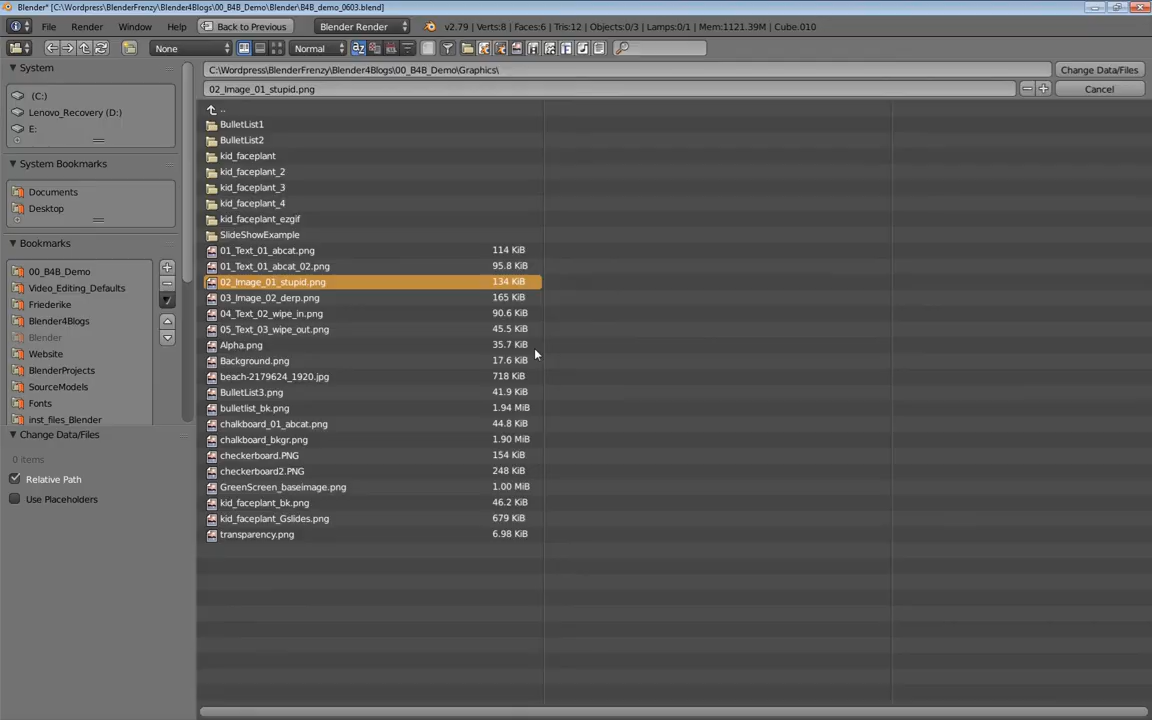 Blender* [C:\Wordpress\BlenderFrenzy\Blender4Blogs\00_B4B_Demo\Blender\B4B_demo_0603.blend]
File Render Window Help Back to Previous Blender Render v2.79 | Verts:8 | Faces:6 | Tris:12 | Objects:0/3 | Lamps:0/1 | Mem:1121.39M | Cube.010
None Normal
System
(C:)
Lenovo_Recovery (D:)
E:
System Bookmarks
Documents
Desktop
Bookmarks
00_B4B_Demo
Video_Editing_Defaults
Friederike
Blender4Blogs
Blender
Website
BlenderProjects
SourceModels
Fonts
inst_files_Blender
Change Data/Files
0 items
Relative Path
Use Placeholders
C:\Wordpress\BlenderFrenzy\Blender4Blogs\00_B4B_Demo\Graphics\ Change Data/Files
02_Image_01_stupid.png Cancel
..
BulletList1
BulletList2
kid_faceplant
kid_faceplant_2
kid_faceplant_3
kid_faceplant_4
kid_faceplant_ezgif
SlideShowExample
01_Text_01_abcat.png 114 KiB
01_Text_01_abcat_02.png 95.8 KiB
02_Image_01_stupid.png 134 KiB
03_Image_02_derp.png 165 KiB
04_Text_02_wipe_in.png 90.6 KiB
05_Text_03_wipe_out.png 45.5 KiB
Alpha.png 35.7 KiB
Background.png 17.6 KiB
beach-2179624_1920.jpg 718 KiB
BulletList3.png 41.9 KiB
bulletlist_bk.png 1.94 MiB
chalkboard_01_abcat.png 44.8 KiB
chalkboard_bkgr.png 1.90 MiB
checkerboard.PNG 154 KiB
checkerboard2.PNG 248 KiB
GreenScreen_baseimage.png 1.00 MiB
kid_faceplant_bk.png 46.2 KiB
kid_faceplant_Gslides.png 679 KiB
transparency.png 6.98 KiB